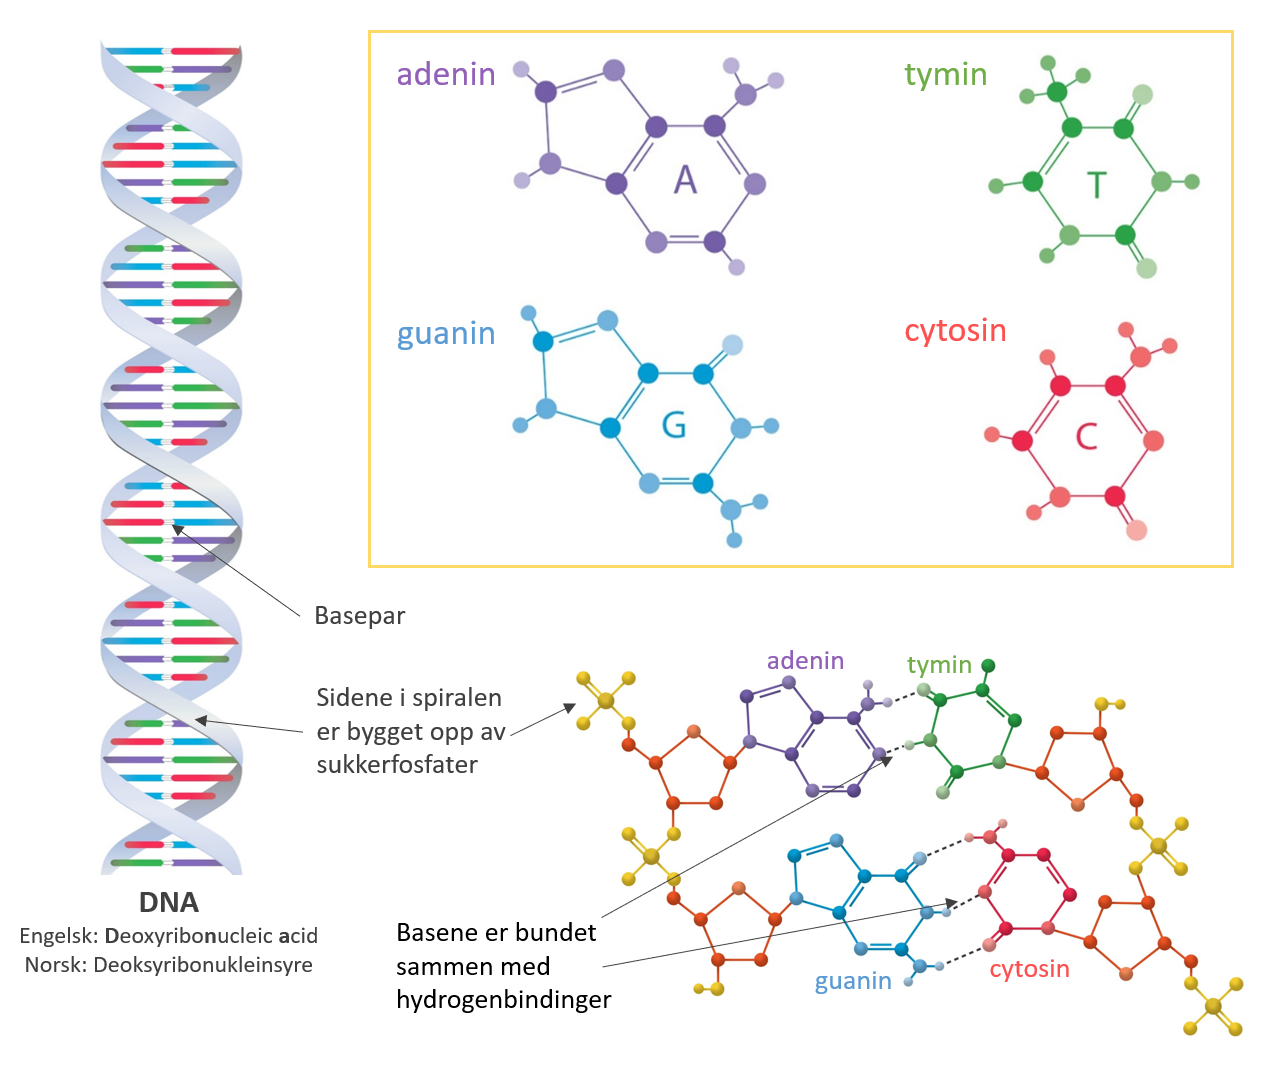 adenin
tymin
A
T
guanin
cytosin
G
C
Basepar
Sidene i spiralen
er bygget opp av
sukkerfosfater
adenin
tymin
DNA
Engelsk: Deoxyribonucleic acid
Norsk: Deoksyribonukleinsyre
Basene er bundet
sammen med
hydrogenbindinger
guanin
cytosin